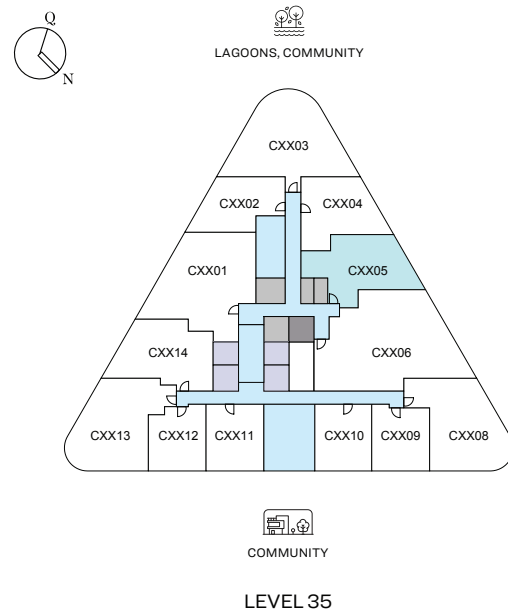 Q
N
LAGOONS, COMMUNITY
CXX03
CXX02 CXX04
CXX01 CXX05
CXX14 CXX06
CXX13 CXX12 CXX11 CXX10 CXX09 CXX08
COMMUNITY
LEVEL 35